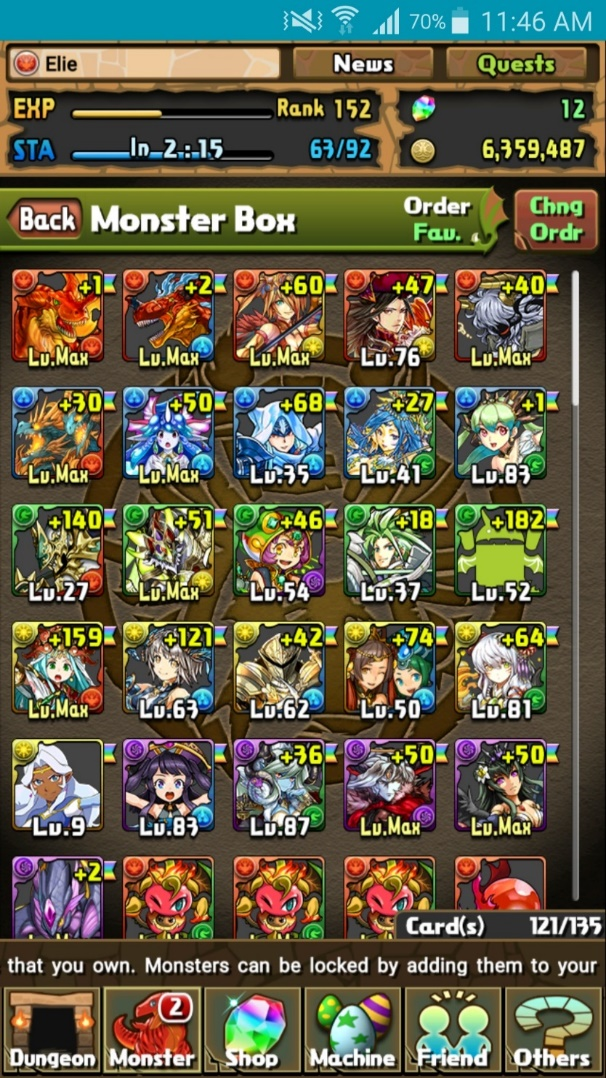 70% 11:46 AM
Elie News Quests
EXP Rank 152 12
STA In 2:15 63/92 6,359,487
Back Monster Box Order Fav. Chng Ordr
+1 +2 +60 +47 +40
Lv.Max Lv.Max Lv.Max Lv.76 Lv.Max
+30 +50 +68 +27 +1
Lv.Max Lv.Max Lv.35 Lv.41 Lv.83
+140 +51 +46 +18 +182
Lv.27 Lv.Max Lv.54 Lv.37 Lv.52
+159 +121 +42 +74 +64
Lv.Max Lv.63 Lv.62 Lv.50 Lv.81
+36 +50 +50
Lv.9 Lv.83 Lv.87 Lv.Max Lv.Max
+2
Card(s) 121/135
that you own. Monsters can be locked by adding them to your
2
Dungeon Monster Shop Machine Friend Others